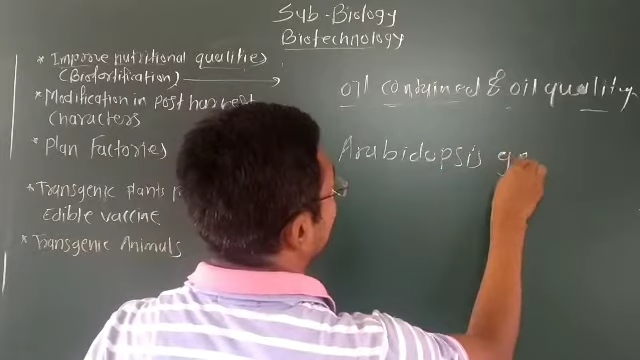 Sub-Biology
Biotechnology
* Improve nutritional qualities
(Biofortification)
* Modification in post harvest
characters
* Plan Factories
* Transgenic plants
Edible vaccine
* Transgenic Animals
oil contained & oil quality
Arabidopsis